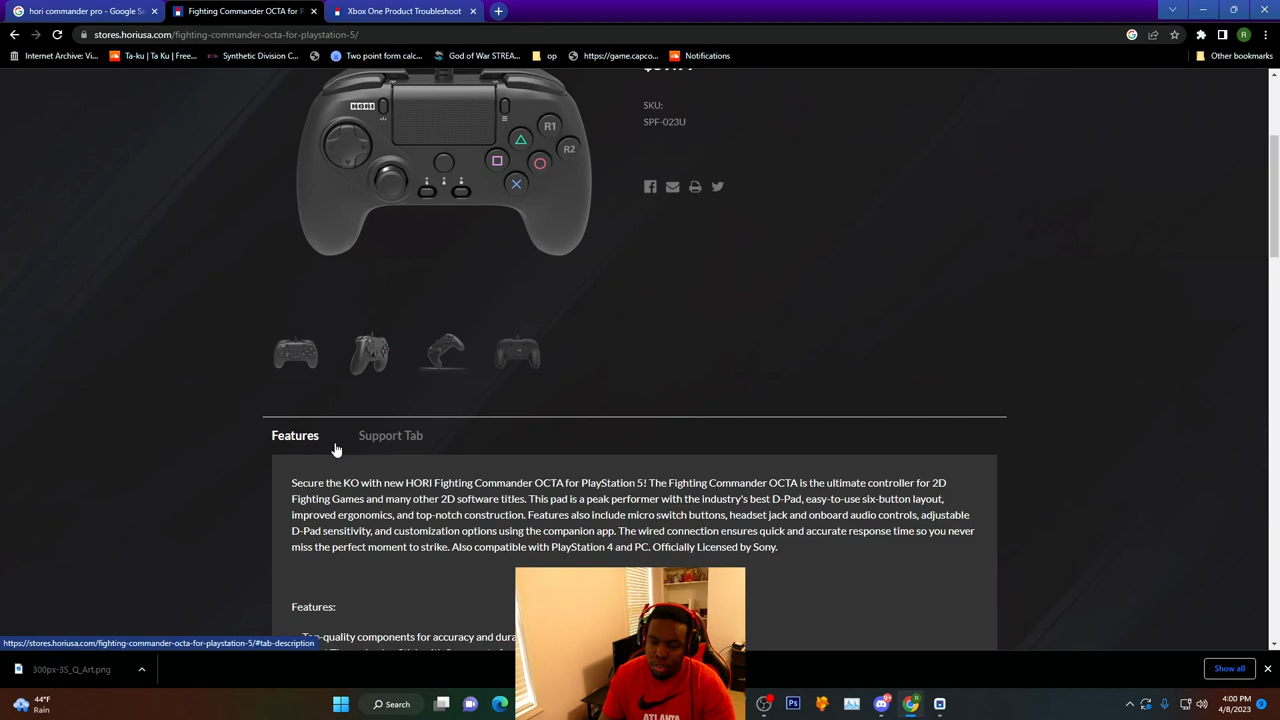 hori commander pro - Google Se
Fighting Commander OCTA for P
Xbox One Product Troubleshoot
stores.horiusa.com/fighting-commander-octa-for-playstation-5/
Internet Archive: Vi...
Ta-ku | Ta Ku | Free...
Synthetic Division C...
Two point form calc...
God of War STREA...
op
https://game.capco...
Notifications
Other bookmarks
SKU:
SPF-023U
HORI
R1
R2
Features
Support Tab
Secure the KO with new HORI Fighting Commander OCTA for PlayStation 5! The Fighting Commander OCTA is the ultimate controller for 2D
Fighting Games and many other 2D software titles. This pad is a peak performer with the industry's best D-Pad, easy-to-use six-button layout,
improved ergonomics, and top-notch construction. Features also include micro switch buttons, headset jack and onboard audio controls, adjustable
D-Pad sensitivity, and customization options using the companion app. The wired connection ensures quick and accurate response time so you never
miss the perfect moment to strike. Also compatible with PlayStation 4 and PC. Officially Licensed by Sony.
Features:
Top-quality components for accuracy and dura
https://stores.horiusa.com/fighting-commander-octa-for-playstation-5/#tab-description
300px-3S_Q_Art.png
Show all
ATLANTA
44°F
Rain
Search
4:00 PM
4/8/2023